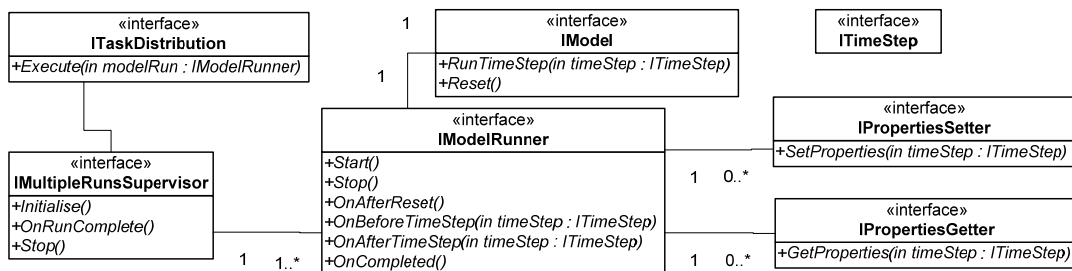 «interface»
ITaskDistribution
+Execute(in modelRun : IModelRunner)
1
«interface»
IModel
+RunTimeStep(in timeStep : ITimeStep)
+Reset()
«interface»
ITimeStep
1
«interface»
IModelRunner
+Start()
+Stop()
+OnAfterReset()
+OnBeforeTimeStep(in timeStep : ITimeStep)
+OnAfterTimeStep(in timeStep : ITimeStep)
+OnCompleted()
«interface»
IPropertiesSetter
+SetProperties(in timeStep : ITimeStep)
1
0..*
«interface»
IMultipleRunsSupervisor
+Initialise()
+OnRunComplete()
+Stop()
1
1..*
«interface»
IPropertiesGetter
+GetProperties(in timeStep : ITimeStep)
1
0..*